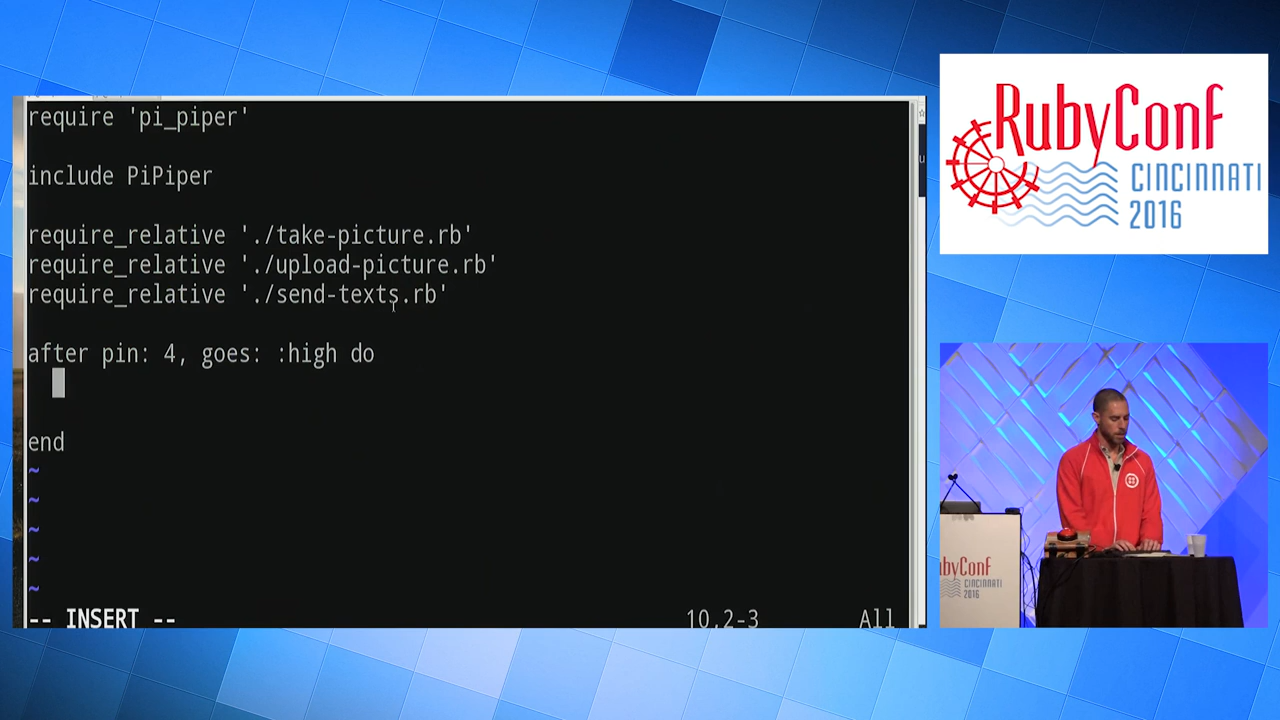 require 'pi_piper'
include PiPiper
require_relative './take-picture.rb'
require_relative './upload-picture.rb'
require_relative './send-texts.rb'
after pin: 4, goes: :high do
end
~
~
~
~
~
-- INSERT --
10,2-3
All
RubyConf
CINCINNATI
2016
ubyConf
CINCINNATI
2016